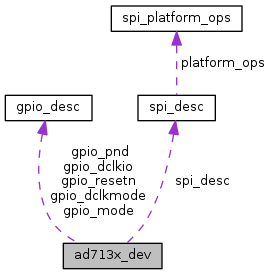 spi_platform_ops
platform_ops
gpio_desc
spi_desc
gpio_pnd
gpio_dclkio
gpio_resetn
gpio_dclkmode
gpio_mode
spi_desc
ad713x_dev